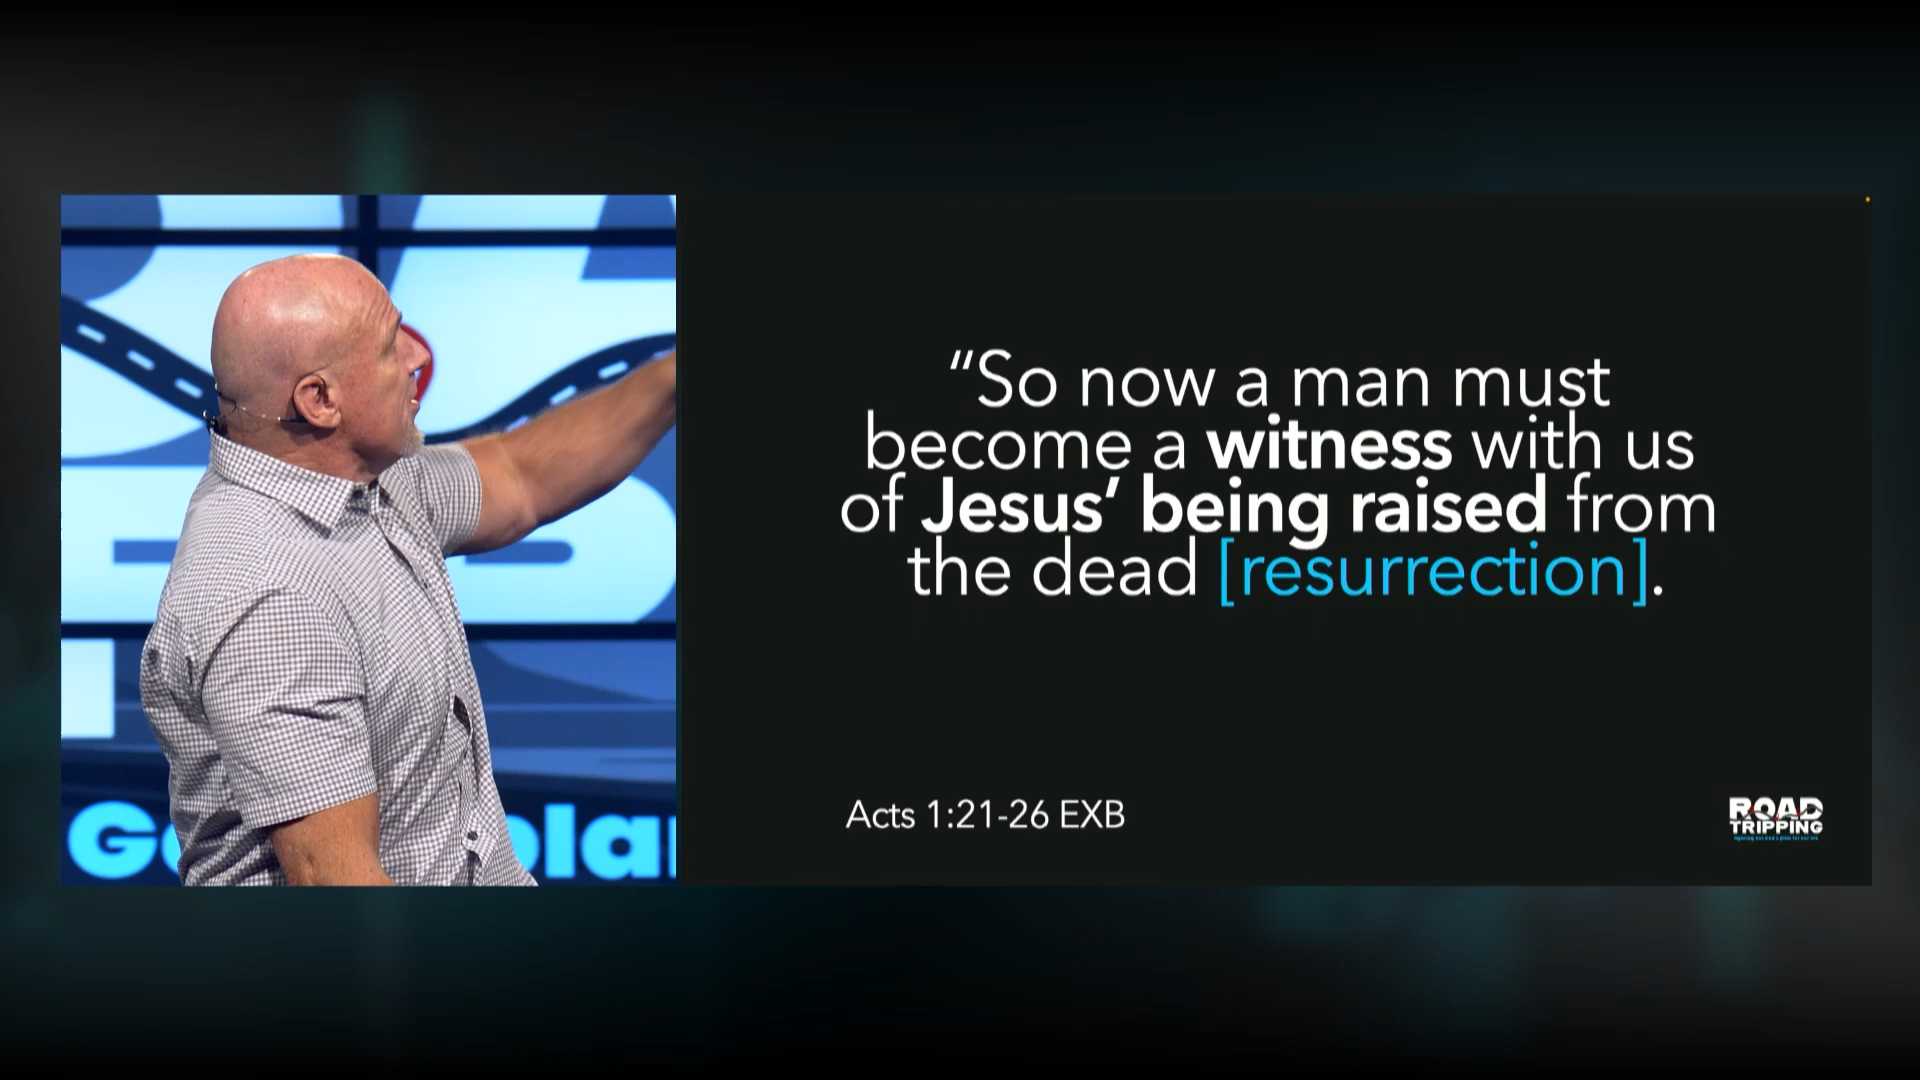 “So now a man must
become a witness with us
of Jesus’ being raised from
the dead [resurrection].
Acts 1:21-26 EXB
ROAD
TRIPPING